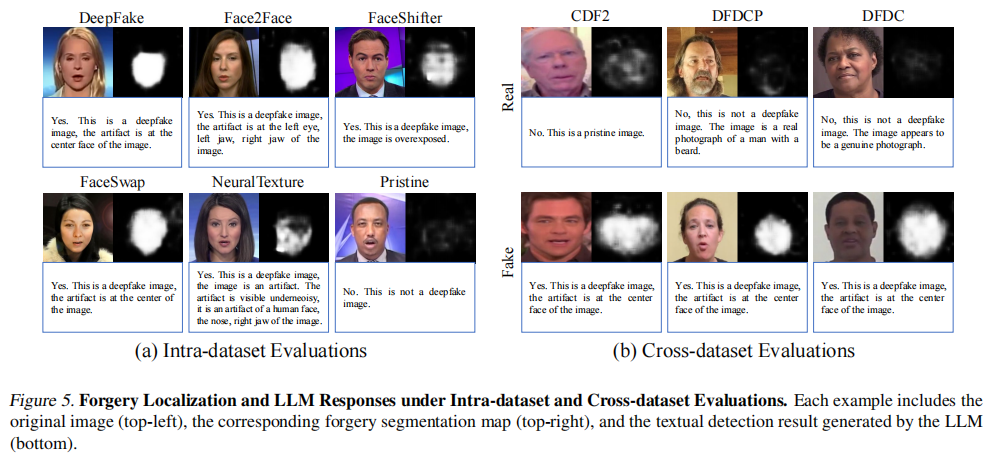 DeepFake
Face2Face
FaceShifter
Yes. This is a deepfake
image, the artifact is at the
center face of the image.
Yes. This is a deepfake
image, the artifact is at the left eye,
left jaw, right jaw of the
image.
Yes. This is a deepfake image,
the image is overexposed.
FaceSwap
NeuralTexture
Pristine
Yes. This is a deepfake image,
the artifact is at the center of
the image.
Yes. This is a deepfake image,
the image is an artifact. The
artifact is visible underneoisy,
it is an artifact of a human face,
the nose, right jaw of the image.
No. This is not a deepfake
image.
(a) Intra-dataset Evaluations
CDF2
DFDCP
DFDC
Real
No. This is a pristine image.
No, this is not a deepfake
image. The image is a real
photograph of a man with a
beard.
No, this is not a deepfake
image. The image appears to
be a genuine photograph.
Fake
Yes. This is a deepfake image,
the artifact is at the center
face of the image.
Yes. This is a deepfake image,
the artifact is at the center
face of the image.
Yes. This is a deepfake image,
the artifact is at the center
face of the image.
(b) Cross-dataset Evaluations
Figure 5. Forgery Localization and LLM Responses under Intra-dataset and Cross-dataset Evaluations. Each example includes the
original image (top-left), the corresponding forgery segmentation map (top-right), and the textual detection result generated by the LLM
(bottom).